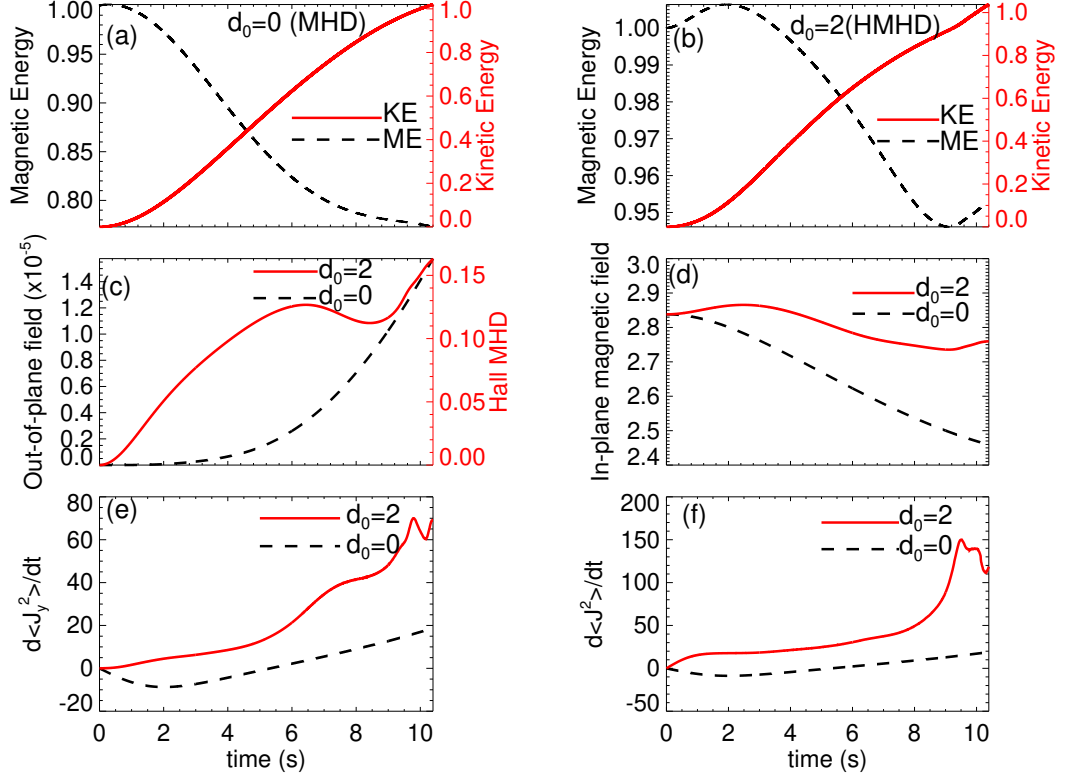 (a)
d₀=0 (MHD)
Magnetic Energy
1.00
0.95
0.90
0.85
0.80
KE
ME
1.0
0.8
0.6
0.4
0.2
0.0
Kinetic Energy
(b)
d₀=2(HMHD)
Magnetic Energy
1.00
0.99
0.98
0.97
0.96
0.95
KE
ME
1.0
0.8
0.6
0.4
0.2
0.0
Kinetic Energy
(c)
Out-of-plane field (x10⁻⁵)
1.4
1.2
1.0
0.8
0.6
0.4
0.2
0.0
d₀=2
d₀=0
0.15
0.10
0.05
0.00
Hall MHD
(d)
In-plane magnetic field
3.0
2.9
2.8
2.7
2.6
2.5
2.4
d₀=2
d₀=0
(e)
d<J_y²>/dt
80
60
40
20
0
-20
d₀=2
d₀=0
0 2 4 6 8 10
time (s)
(f)
d<J²>/dt
200
150
100
50
0
-50
d₀=2
d₀=0
0 2 4 6 8 10
time (s)